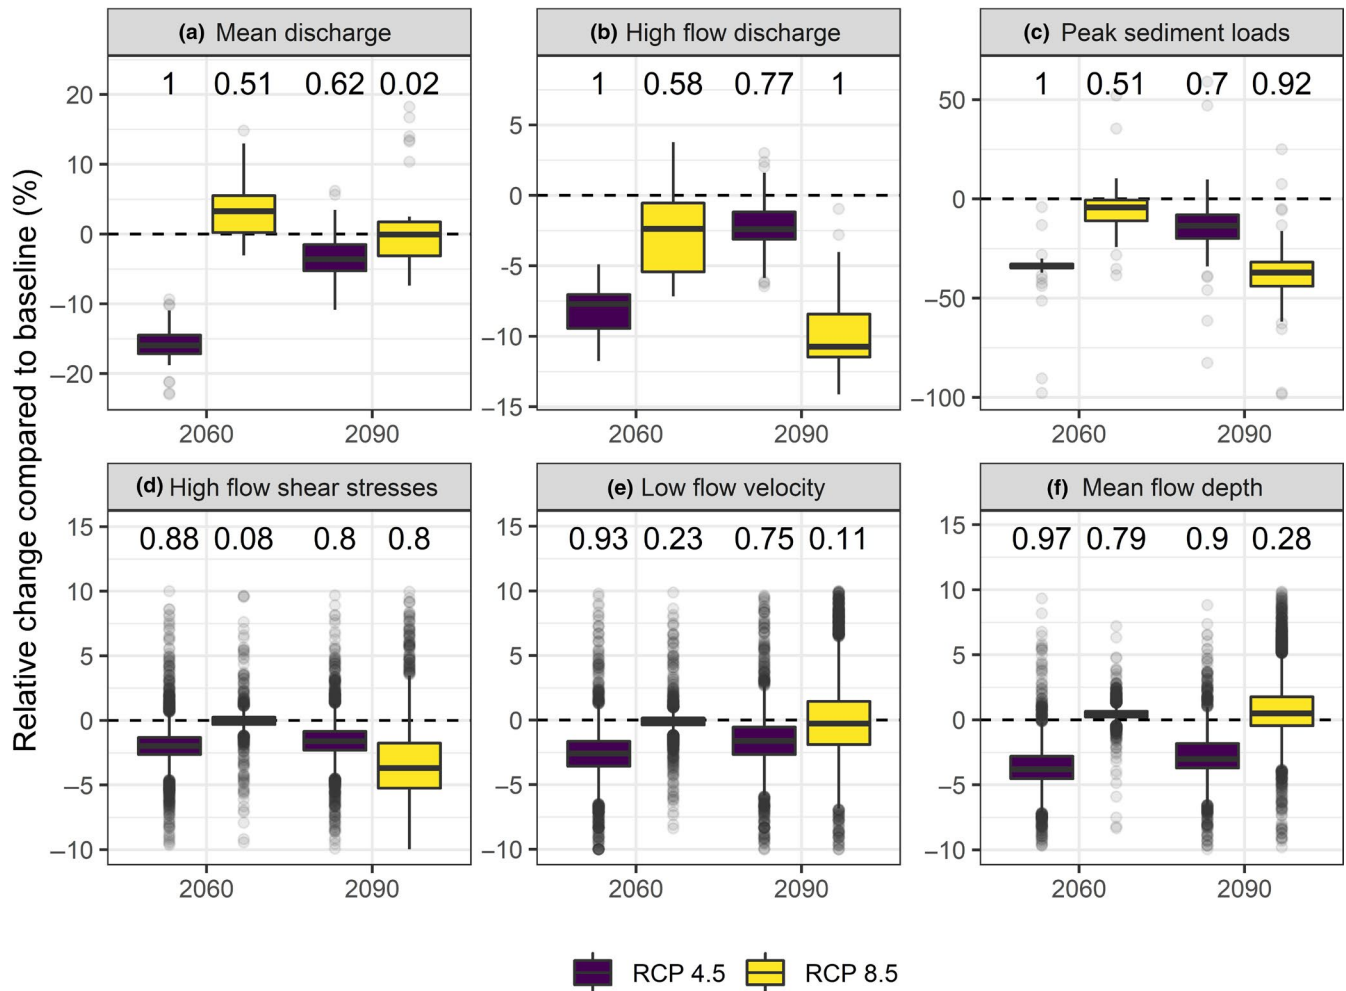 (a) Mean discharge
(b) High flow discharge
(c) Peak sediment loads
1 0.51 0.62 0.02
1 0.58 0.77 1
1 0.51 0.7 0.92
20
10
0
−10
−20
5
0
−5
−10
−15
50
0
−50
−100
2060 2090
2060 2090
2060 2090
Relative change compared to baseline (%)
(d) High flow shear stresses
(e) Low flow velocity
(f) Mean flow depth
0.88 0.08 0.8 0.8
0.93 0.23 0.75 0.11
0.97 0.79 0.9 0.28
15
10
5
0
−5
−10
15
10
5
0
−5
−10
15
10
5
0
−5
−10
2060 2090
2060 2090
2060 2090
RCP 4.5 RCP 8.5